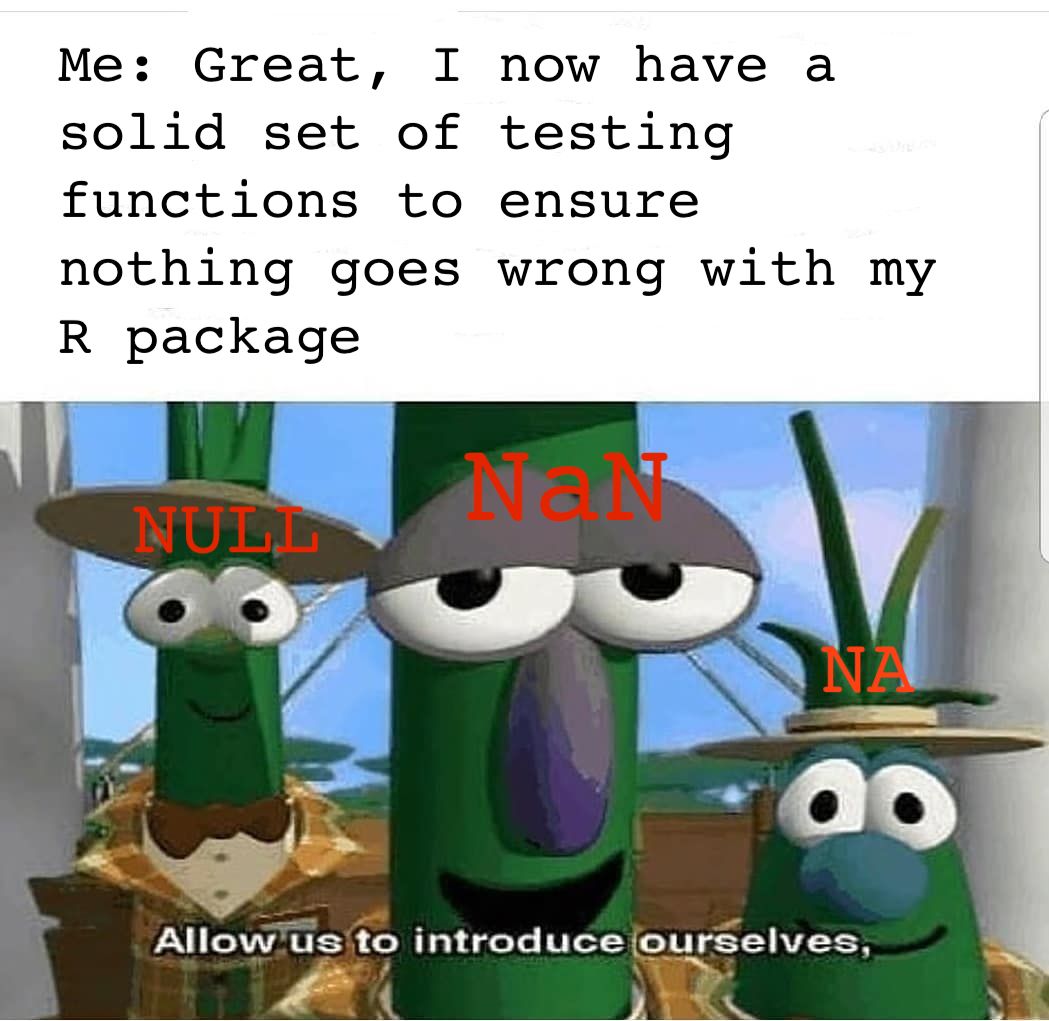 Me: Great, I now have a
solid set of testing
functions to ensure
nothing goes wrong with my
R package
NaN
NULL
NA
Allow us to introduce ourselves,